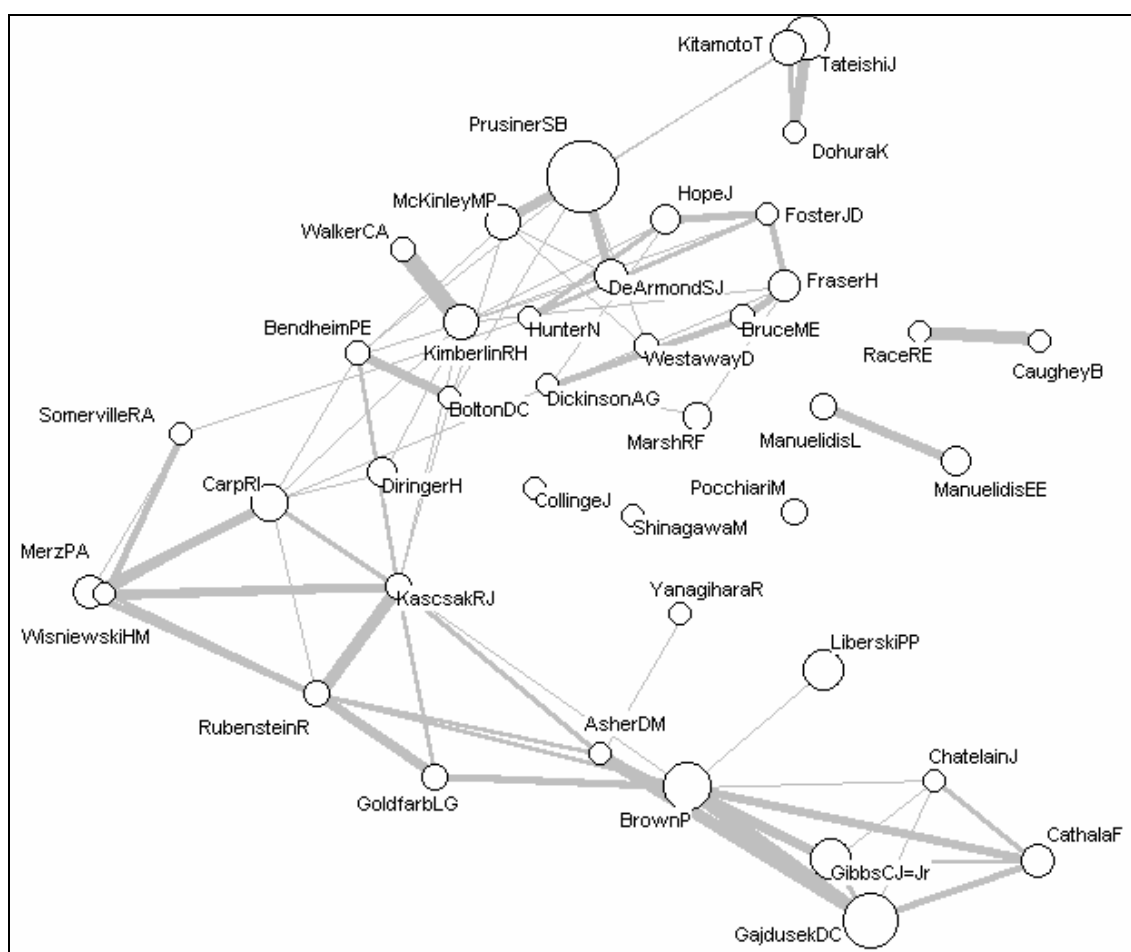 KitamotoT
TateishiJ
PrusinerSB
DohuraK
McKinleyMP
HopeJ
FosterJD
WalkerCA
DeArmondSJ
FraserH
BendheimPE
KimberlinRH
HunterN
BruceME
WestawayD
RaceRE
CaugheyB
BoltonDC
DickinsonAG
SomervilleRA
MarshRF
ManuelidisL
CarpRI
DiringerH
CollingeJ
PocchiariM
ManuelidisEE
ShinagawaM
MerzPA
KascsakRJ
YanagiharaR
WisniewskiHM
LiberskiPP
RubensteinR
AsherDM
ChatelainJ
GoldfarbLG
BrownP
CathalaF
GibbsCJ=Jr
GajdusekDC